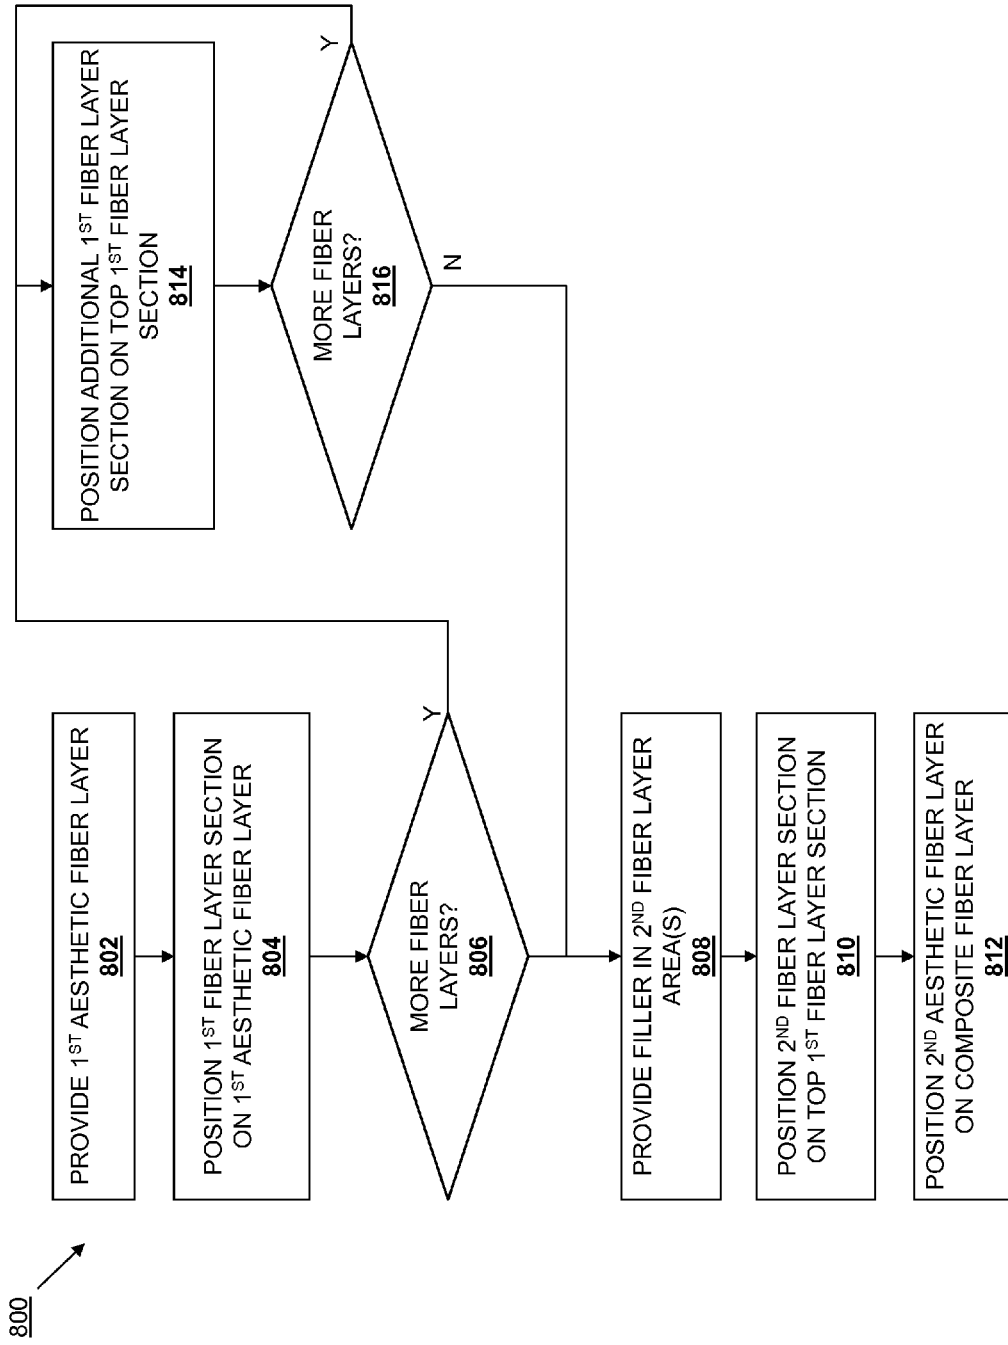 800
PROVIDE 1ST AESTHETIC FIBER LAYER
802
POSITION 1ST FIBER LAYER SECTION
ON 1ST AESTHETIC FIBER LAYER
804
MORE FIBER
LAYERS?
806
Y
PROVIDE FILLER IN 2ND FIBER LAYER
AREA(S)
808
POSITION 2ND FIBER LAYER SECTION
ON TOP 1ST FIBER LAYER SECTION
810
POSITION 2ND AESTHETIC FIBER LAYER
ON COMPOSITE FIBER LAYER
812
POSITION ADDITIONAL 1ST FIBER LAYER
SECTION ON TOP 1ST FIBER LAYER
SECTION
814
MORE FIBER
LAYERS?
816
Y
N